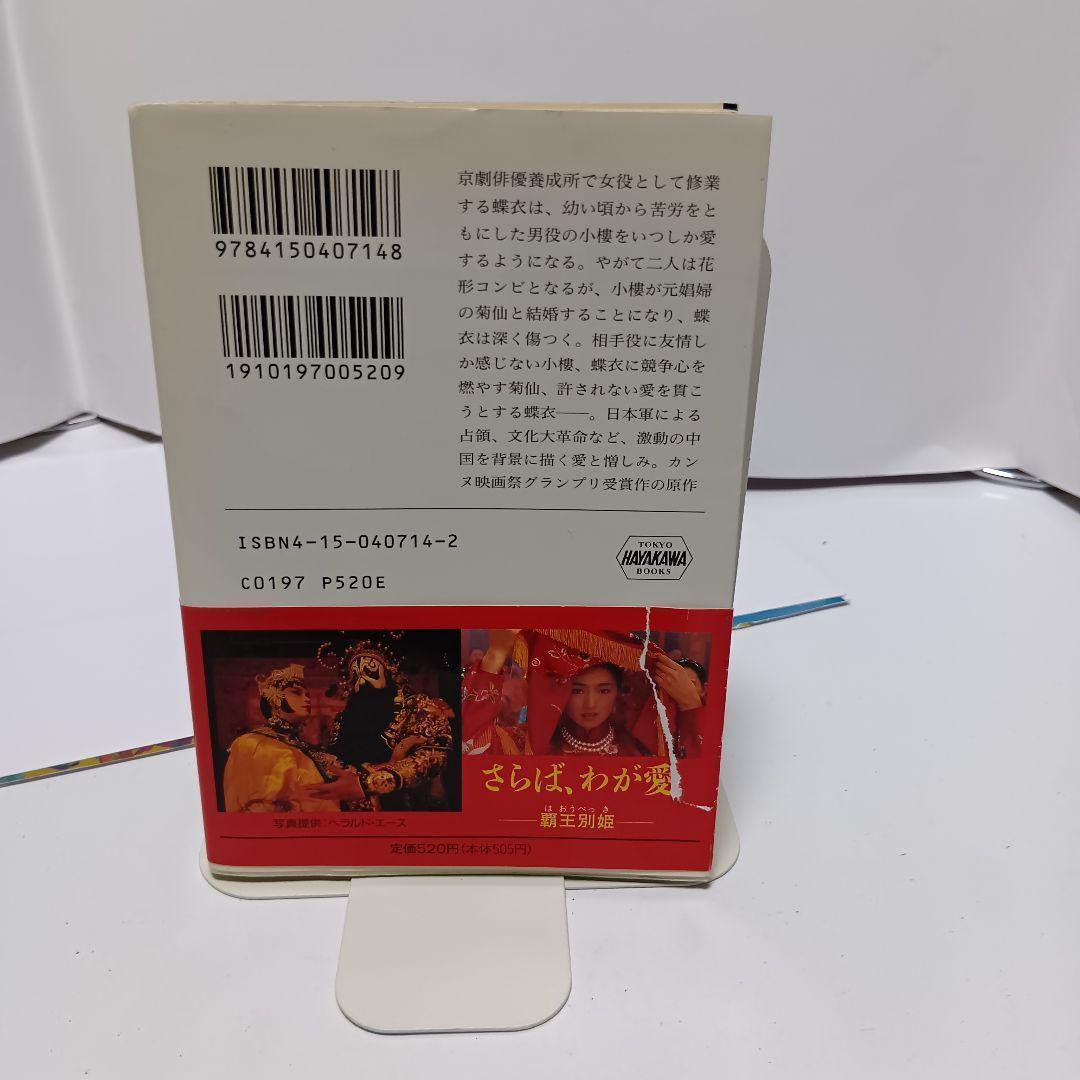 9784150407148
1910197005209
京劇俳優養成所で女役として修業
する蝶衣は、幼い頃から苦労をと
もにした男役の小樓をいつしか愛
するようになる。やがて二人は花
形コンビとなるが、小樓が元娼婦
の菊仙と結婚することになり、蝶
衣は深く傷つく。相手役に友情し
か感じない小樓、蝶衣に競争心を
燃やす菊仙、許されない愛を貫こ
うとする蝶衣──。日本軍による
占領、文化大革命など、激動の中
国を背景に描く愛と憎しみ。カン
ヌ映画祭グランプリ受賞作の原作
ISBN4-15-040714-2
C0197 P520E
TOKYO
HAYAKAWA
BOOKS
さらば、わが愛
は おうべっ き
覇王別姫
写真提供:ヘラルド・エース
定価520円(本体505円)